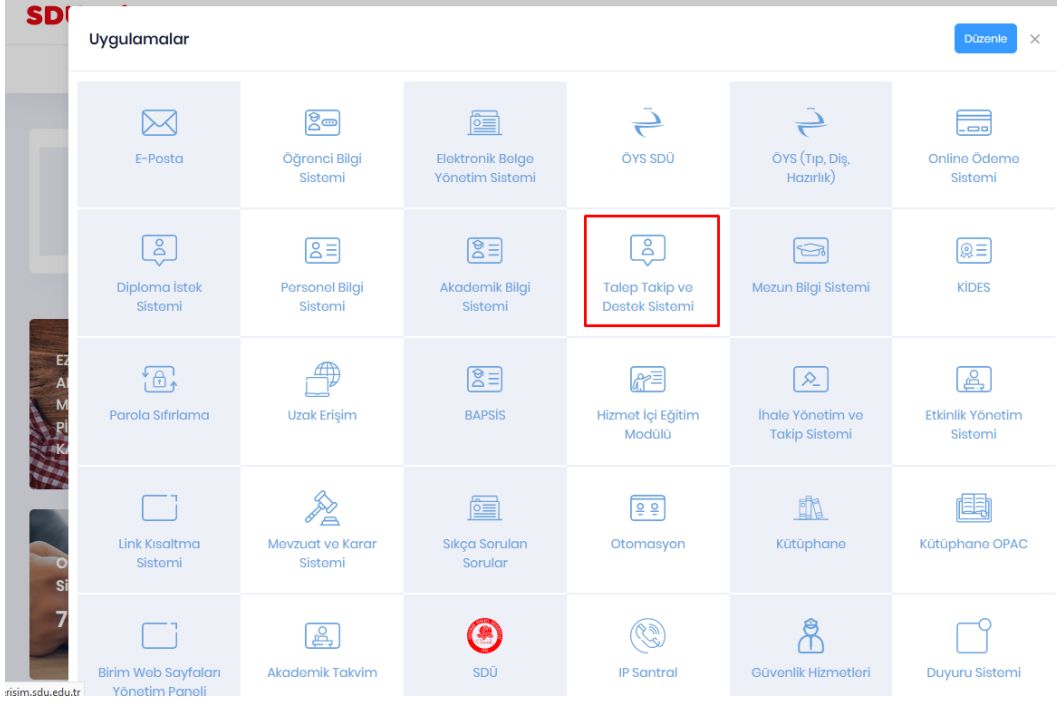 SDÜ
Uygulamalar
Düzenle
E-Posta
Öğrenci Bilgi
Sistemi
Elektronik Belge
Yönetim Sistemi
ÖYS SDÜ
ÖYS (Tıp, Diş,
Hazırlık)
Online Ödeme
Sistemi
Diploma İstek
Sistemi
Personel Bilgi
Sistemi
Akademik Bilgi
Sistemi
Talep Takip ve
Destek Sistemi
Mezun Bilgi Sistemi
KİDES
Parola Sıfırlama
Uzak Erişim
BAPSİS
Hizmet İçi Eğitim
Modülü
İhale Yönetim ve
Takip Sistemi
Etkinlik Yönetim
Sistemi
Link Kısaltma
Sistemi
Mevzuat ve Karar
Sistemi
Sıkça Sorulan
Sorular
Otomasyon
Kütüphane
Kütüphane OPAC
Birim Web Sayfaları
Yönetim Paneli
Akademik Takvim
SDÜ
IP Santral
Güvenlik Hizmetleri
Duyuru Sistemi
erisim.sdu.edu.tr